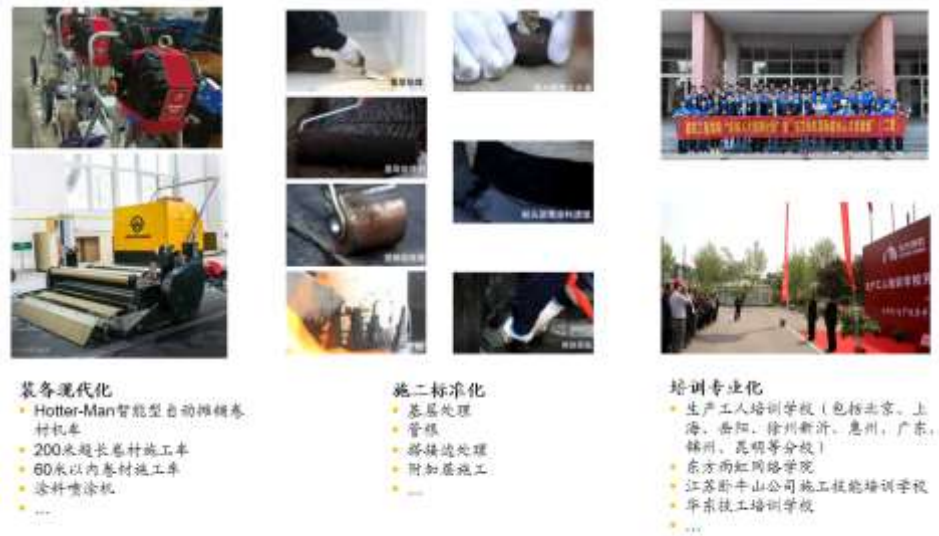 装备现代化
Hotter-Man智能型自动摊铺卷
材机车
200米超长卷材施工车
60米以内卷材施工车
涂料喷涂机
...
施工标准化
基层处理
管根
搭接边处理
附加层施工
...
培训专业化
生产工人培训学校（包括北京、上
海、岳阳、徐州新沂、惠州、广东、
锦州、昆明等分校）
东方雨虹网络学院
江苏卧牛山公司施工技能培训学校
华东技工培训学校
...